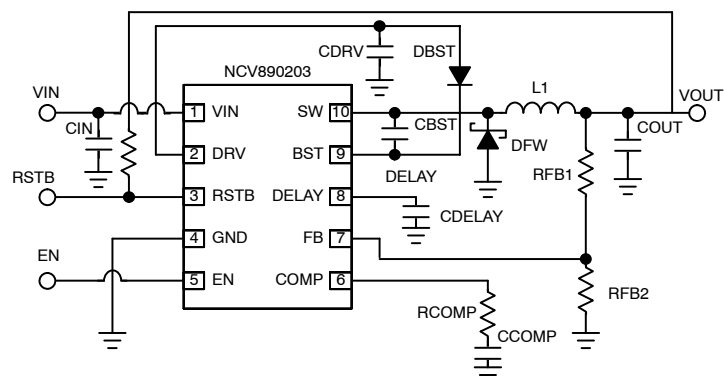 CDRV
DBST
NCV890203
VIN
L1
VOUT
1
VIN
SW
10
CIN
CBST
COUT
2
DRV
BST
9
DFW
RSTB
DELAY
RFB1
3
RSTB
DELAY
8
CDELAY
4
GND
FB
7
EN
5
EN
COMP
6
RFB2
RCOMP
CCOMP